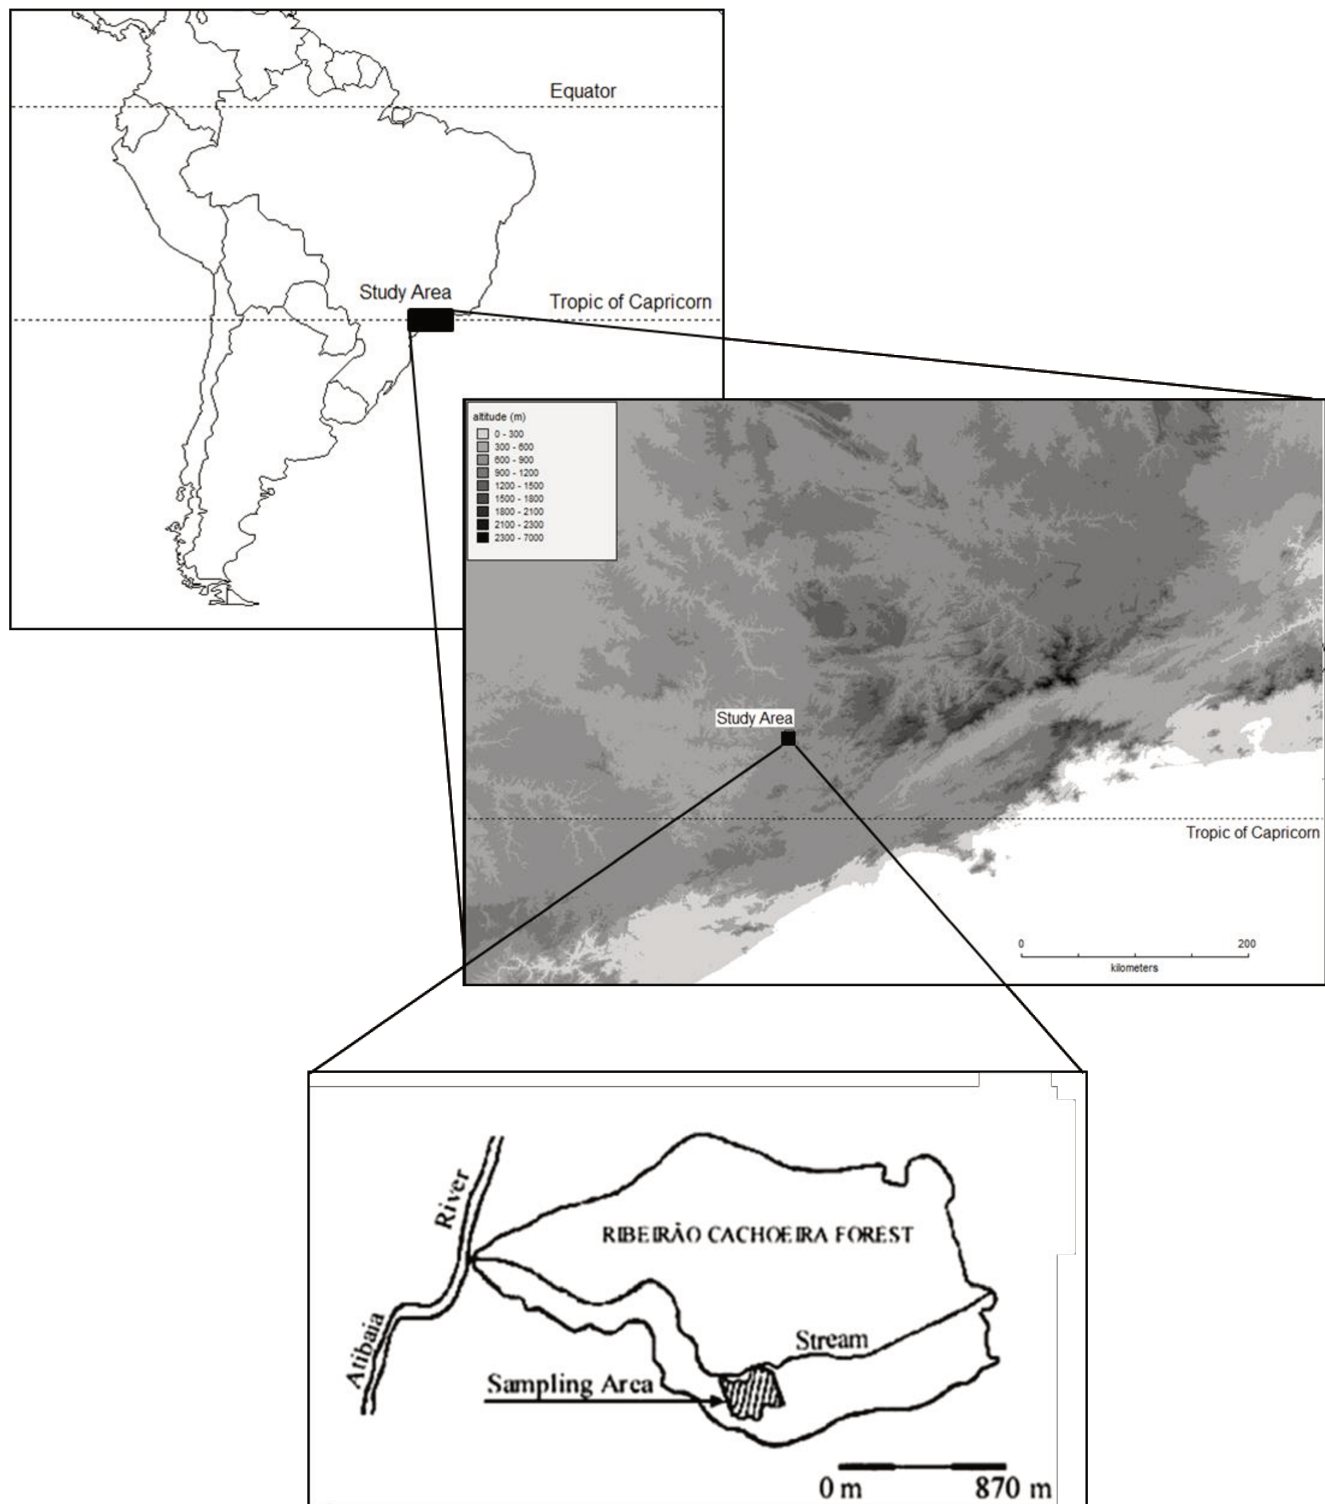 Equator
Study Area
Tropic of Capricorn
altitude (m)
0 - 300
300 - 600
600 - 900
900 - 1200
1200 - 1500
1500 - 1800
1800 - 2100
2100 - 2300
2300 - 7000
Study Area
Tropic of Capricorn
0 200
kilometers
River
RIBEIRÃO CACHOEIRA FOREST
Atibaia
Stream
Sampling Area
0 m 870 m